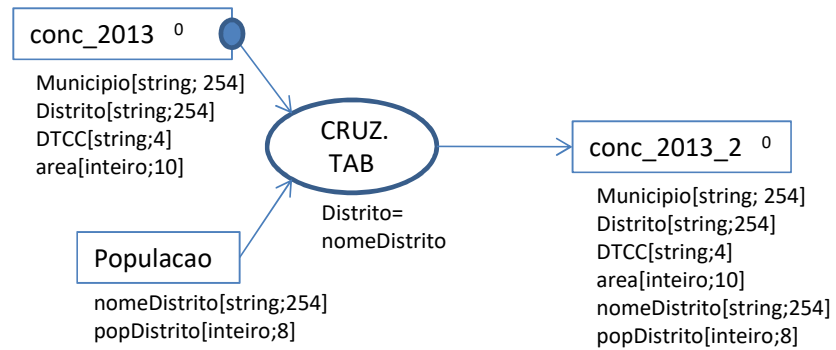 conc_2013 0
Municipio[string; 254]
Distrito[string;254]
DTCC[string;4]
area[inteiro;10]
Populacao
nomeDistrito[string;254]
popDistrito[inteiro;8]
CRUZ.
TAB
Distrito=
nomeDistrito
conc_2013_2 0
Municipio[string; 254]
Distrito[string;254]
DTCC[string;4]
area[inteiro;10]
nomeDistrito[string;254]
popDistrito[inteiro;8]